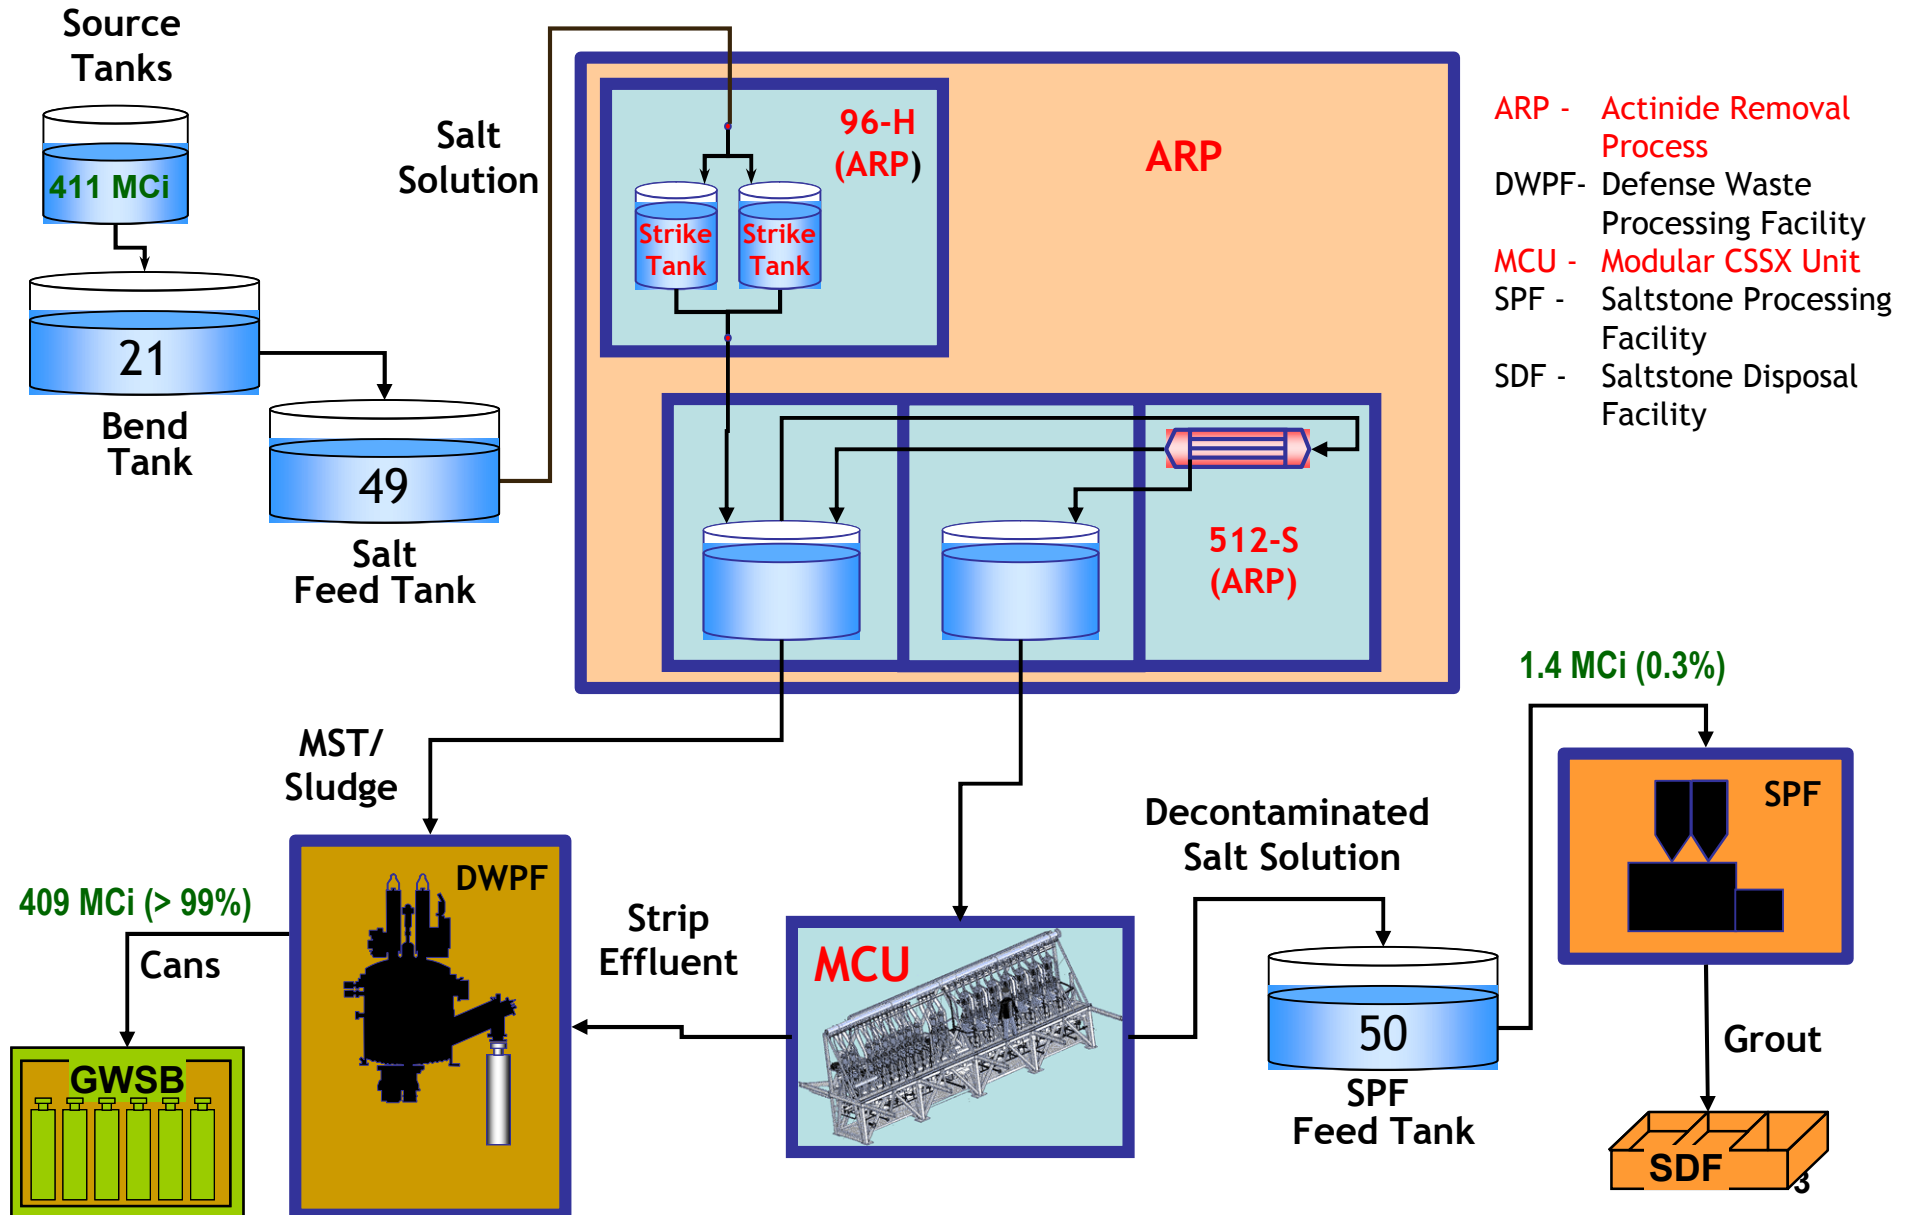 Source
Tanks
411 MCi
21
Bend
Tank
49
Salt
Feed Tank
Salt
Solution
96-H
(ARP)
ARP
Strike
Tank
Strike
Tank
512-S
(ARP)
ARP - Actinide Removal
Process
DWPF- Defense Waste
Processing Facility
MCU - Modular CSSX Unit
SPF - Saltstone Processing
Facility
SDF - Saltstone Disposal
Facility
MST/
Sludge
DWPF
409 MCi (> 99%)
Cans
GWSB
Strip
Effluent
MCU
Decontaminated
Salt Solution
50
SPF
Feed Tank
1.4 MCi (0.3%)
SPF
Grout
SDF
3